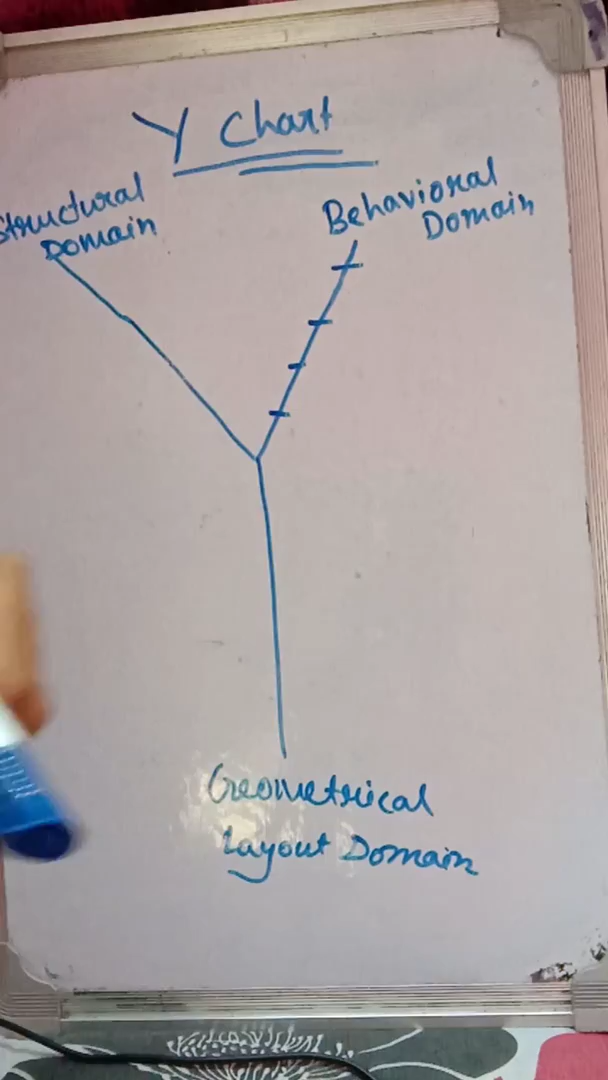 Y Chart
Structural
Domain
Behavioral
Domain
Geometrical
Layout Domain